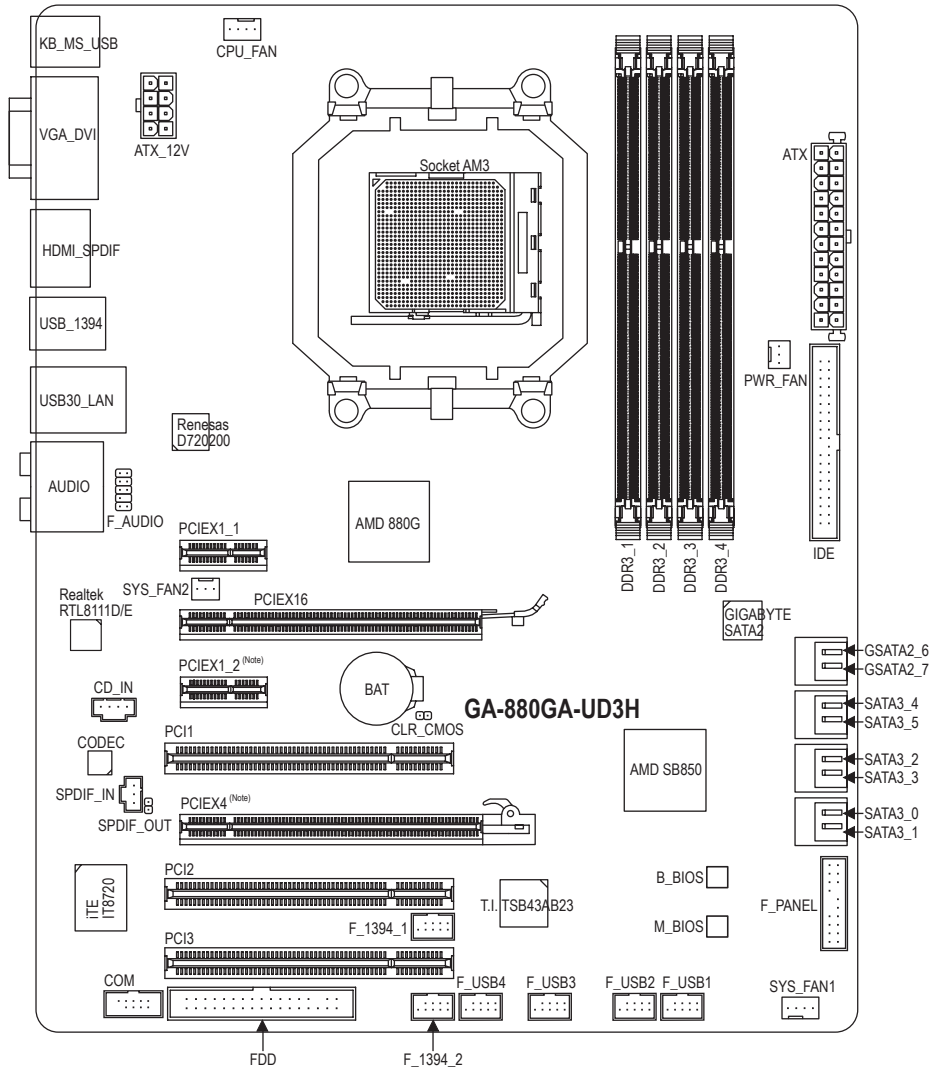 KB_MS_USB
CPU_FAN
VGA_DVI
ATX_12V
Socket AM3
ATX
HDMI_SPDIF
USB_1394
PWR_FAN
USB30_LAN
Renesas
D720200
AUDIO
F_AUDIO
AMD 880G
PCIEX1_1
IDE
DDR3_1
DDR3_2
DDR3_3
DDR3_4
SYS_FAN2
Realtek
RTL8111D/E
PCIEX16
GIGABYTE
SATA2
GSATA2_6
GSATA2_7
PCIEX1_2 (Note)
BAT
CD_IN
GA-880GA-UD3H
SATA3_4
SATA3_5
CLR_CMOS
PCI1
CODEC
AMD SB850
SATA3_2
SATA3_3
SPDIF_IN
PCIEX4 (Note)
SPDIF_OUT
SATA3_0
SATA3_1
iTE
IT8720
PCI2
B_BIOS
T.I. TSB43AB23
F_PANEL
F_1394_1
M_BIOS
PCI3
COM
F_USB4
F_USB3
F_USB2
F_USB1
SYS_FAN1
FDD
F_1394_2